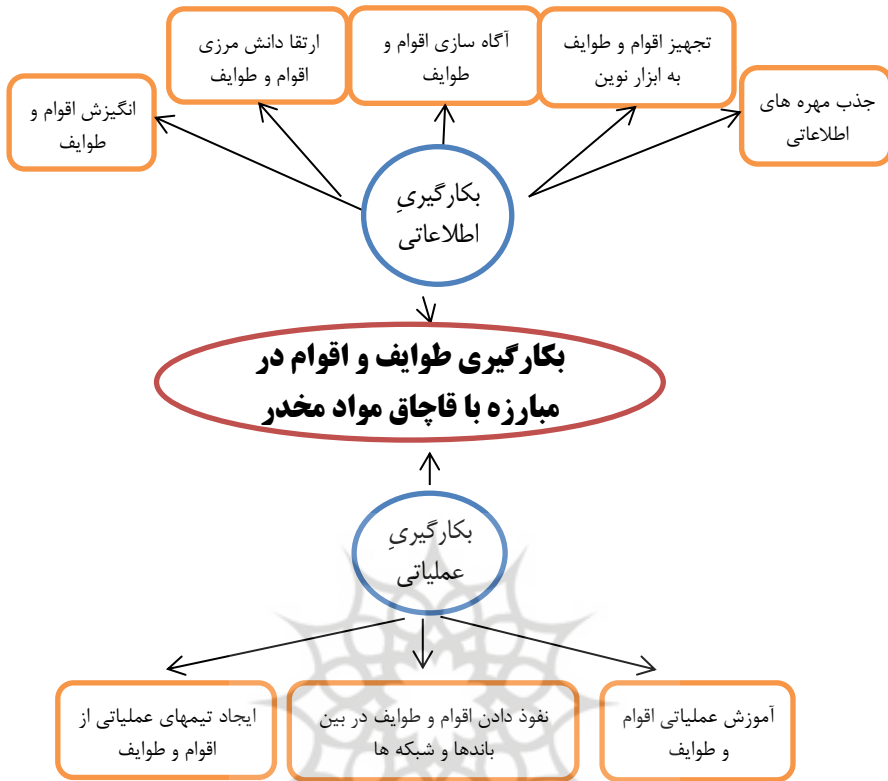 جذب مهره های
اطلاعاتی
تجهیز اقوام و طوایف
به ابزار نوین
آگاه سازی اقوام و
طوایف
ارتقا دانش مرزی
اقوام و طوایف
انگیزش اقوام و
طوایف
بکارگیریِ
اطلاعاتی
بکارگیری طوایف و اقوام در
مبارزه با قاچاق مواد مخدر
بکارگیریِ
عملیاتی
آموزش عملیاتی اقوام
و طوایف
نفوذ دادن اقوام و طوایف در بین
باندها و شبکه ها
ایجاد تیمهای عملیاتی از
اقوام و طوایف